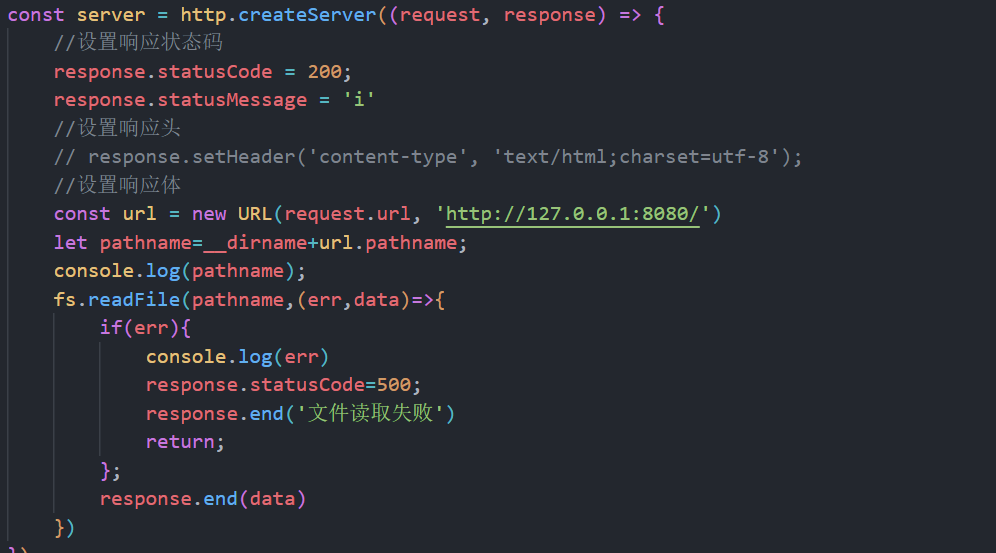 const server = http.createServer((request, response) => {
//设置响应状态码
response.statusCode = 200;
response.statusMessage = 'i'
//设置响应头
// response.setHeader('content-type', 'text/html;charset=utf-8');
//设置响应体
const url = new URL(request.url, 'http://127.0.0.1:8080/')
let pathname=__dirname+url.pathname;
console.log(pathname);
fs.readFile(pathname,(err,data)=>{
if(err){
console.log(err)
response.statusCode=500;
response.end('文件读取失败')
return;
};
response.end(data)
})
})